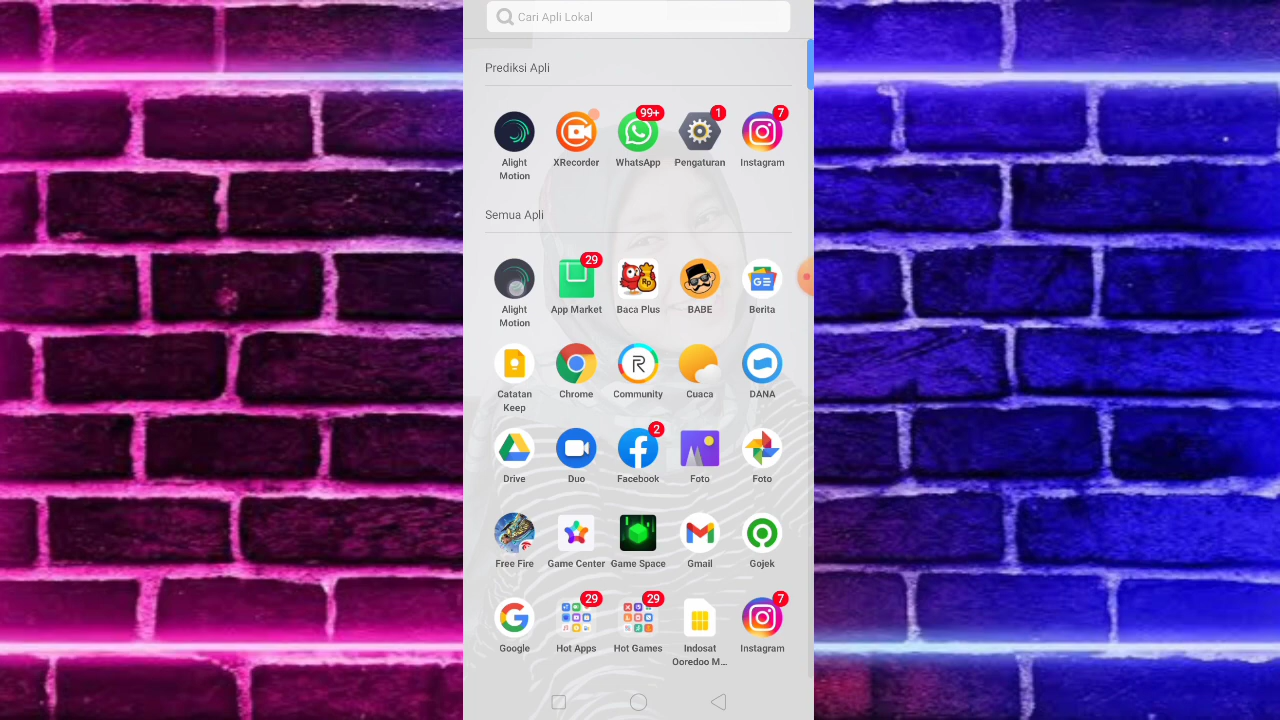 Cari Apli Lokal
Prediksi Apli
99+ 1 7
Alight Motion XRecorder WhatsApp Pengaturan Instagram
Semua Apli
29
Rp GE
Alight Motion App Market Baca Plus BABE Berita
R
Catatan Keep Chrome Community Cuaca DANA
2
Drive Duo Facebook Foto Foto
Free Fire Game Center Game Space Gmail Gojek
29 29 7
Google Hot Apps Hot Games Indosat Ooredoo M... Instagram